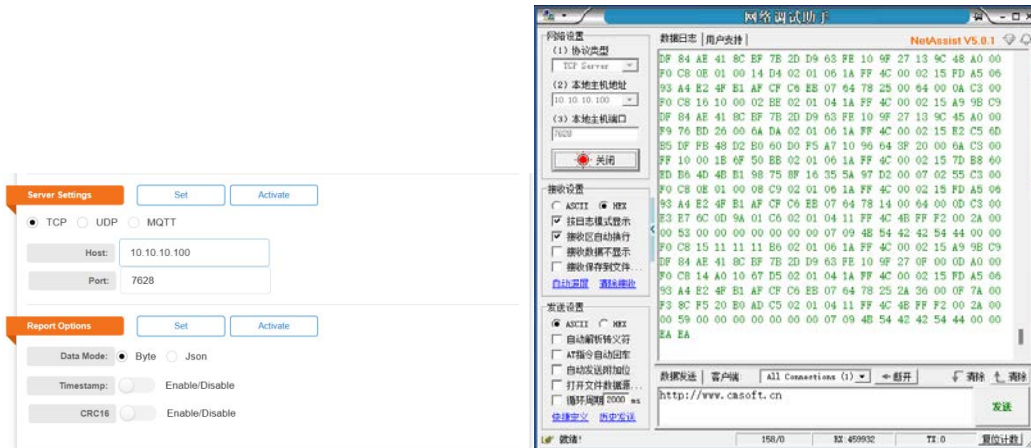 Server Settings
Set
Activate
TCP
UDP
MQTT
Host:
10.10.10.100
Port:
7628
Report Options
Set
Activate
Data Mode:
Byte
Json
Timestamp:
Enable/Disable
CRC16
Enable/Disable
网络调试助手
网络设置
(1) 协议类型
TCP Server
(2) 本地主机地址
10.10.10.100
(3) 本地主机端口
7628
关闭
接收设置
ASCII
HEX
按日志模式显示
接收区自动换行
接收数据不显示
接收保存到文件...
自动滚屏
清除接收
发送设置
ASCII
HEX
自动解析转义符
AT指令自动回车
自动发送附加位
打开文件数据源...
循环周期 2000 ms
快捷定义
历史发送
数据日志
用户支持
NetAssist V5.0.1
DF 84 AE 41 8C BF 7B 2D D9 63 FE 10 9F 27 13 9C 48 A0 00
F0 C8 0E 01 00 14 D4 02 01 06 1A FF 4C 00 02 15 FD A5 06
93 A4 E2 4F B1 AF CF C6 EB 07 64 78 25 00 64 00 0A C3 00
F0 C8 16 10 00 02 BE 02 01 04 1A FF 4C 00 02 15 A9 9B C9
DF 84 AE 41 8C BF 7B 2D D9 63 FE 10 9F 27 13 9C 45 A0 00
F9 76 ED 26 00 6A DA 02 01 06 1A FF 4C 00 02 15 E2 C5 6D
B5 DF FB 48 D2 B0 60 D0 F5 A7 10 96 64 3F 20 00 6A C3 00
FF 10 00 1B 6F 50 BB 02 01 06 1A FF 4C 00 02 15 7D B8 60
ED B6 4D 4B B1 98 75 8F 16 35 5A 97 D2 00 07 02 55 C3 00
F0 C8 0E 01 00 08 C9 02 01 06 1A FF 4C 00 02 15 FD A5 06
93 A4 E2 4F B1 AF CF C6 EB 07 64 78 14 00 64 00 0D C3 00
E3 E7 6C 0D 9A 01 C6 02 01 04 11 FF 4C 4B FF F2 00 2A 00
00 53 00 00 00 00 00 00 00 07 09 4B 54 42 42 54 44 00 00
F0 C8 15 11 11 11 B6 02 01 06 1A FF 4C 00 02 15 A9 9B C9
DF 84 AE 41 8C BF 7B 2D D9 63 FE 10 9F 27 0F 00 0D A0 00
F0 C8 14 A0 10 67 D5 02 01 04 1A FF 4C 00 02 15 FD A5 06
93 A4 E2 4F B1 AF CF C6 EB 07 64 78 25 2A 36 00 0F 7A 00
F3 8C F5 20 B0 AD C5 02 01 04 11 FF 4C 4B FF F2 00 2A 00
00 59 00 00 00 00 00 00 00 07 09 4B 54 42 42 54 44 00 00
EA EA
数据发送
客户端:
All Connections (1)
断开
清除
清除
http://www.cmsoft.cn
发送
就绪!
158/0
RX:459932
TX:0
复位计数